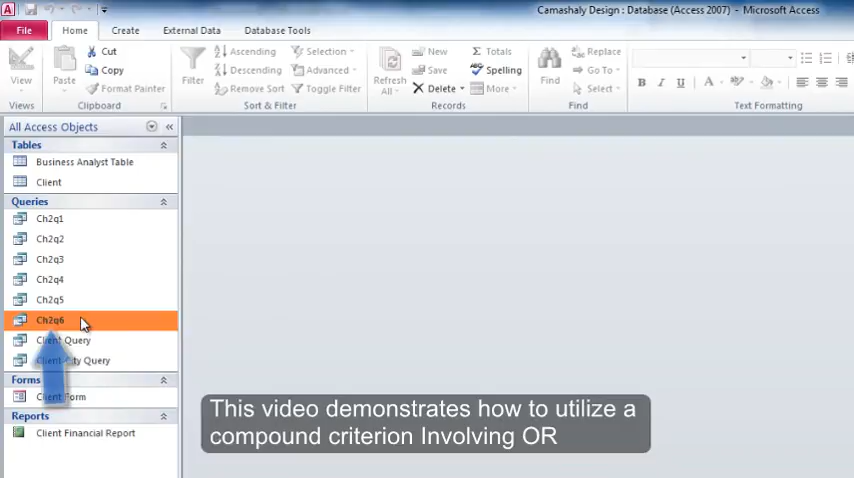 Camashaly Design : Database (Access 2007) - Microsoft Access
File Home Create External Data Database Tools
View
Views
Paste
Cut
Copy
Format Painter
Clipboard
Filter
Ascending
Descending
Remove Sort
Selection
Advanced
Toggle Filter
Sort & Filter
Refresh
All
New
Save
Delete
Totals
Spelling
More
Records
Find
Replace
Go To
Select
Find
B I U A ab
Text Formatting
All Access Objects
Tables
Business Analyst Table
Client
Queries
Ch2q1
Ch2q2
Ch2q3
Ch2q4
Ch2q5
Ch2q6
Client Query
Client-City Query
Forms
Client Form
Reports
Client Financial Report
This video demonstrates how to utilize a
compound criterion Involving OR